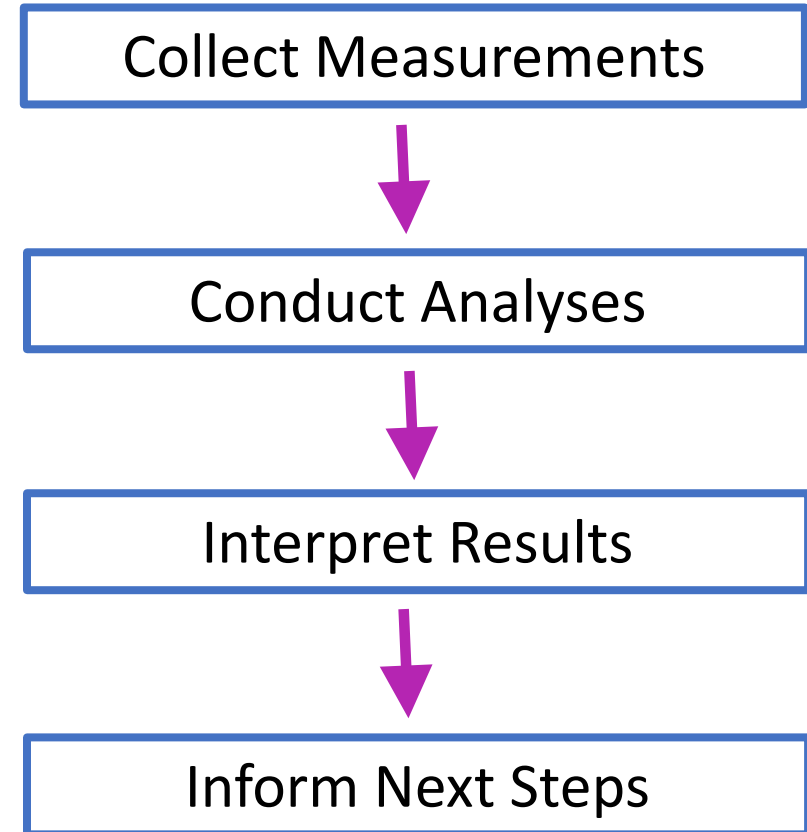 Collect Measurements
Conduct Analyses
Interpret Results
Inform Next Steps